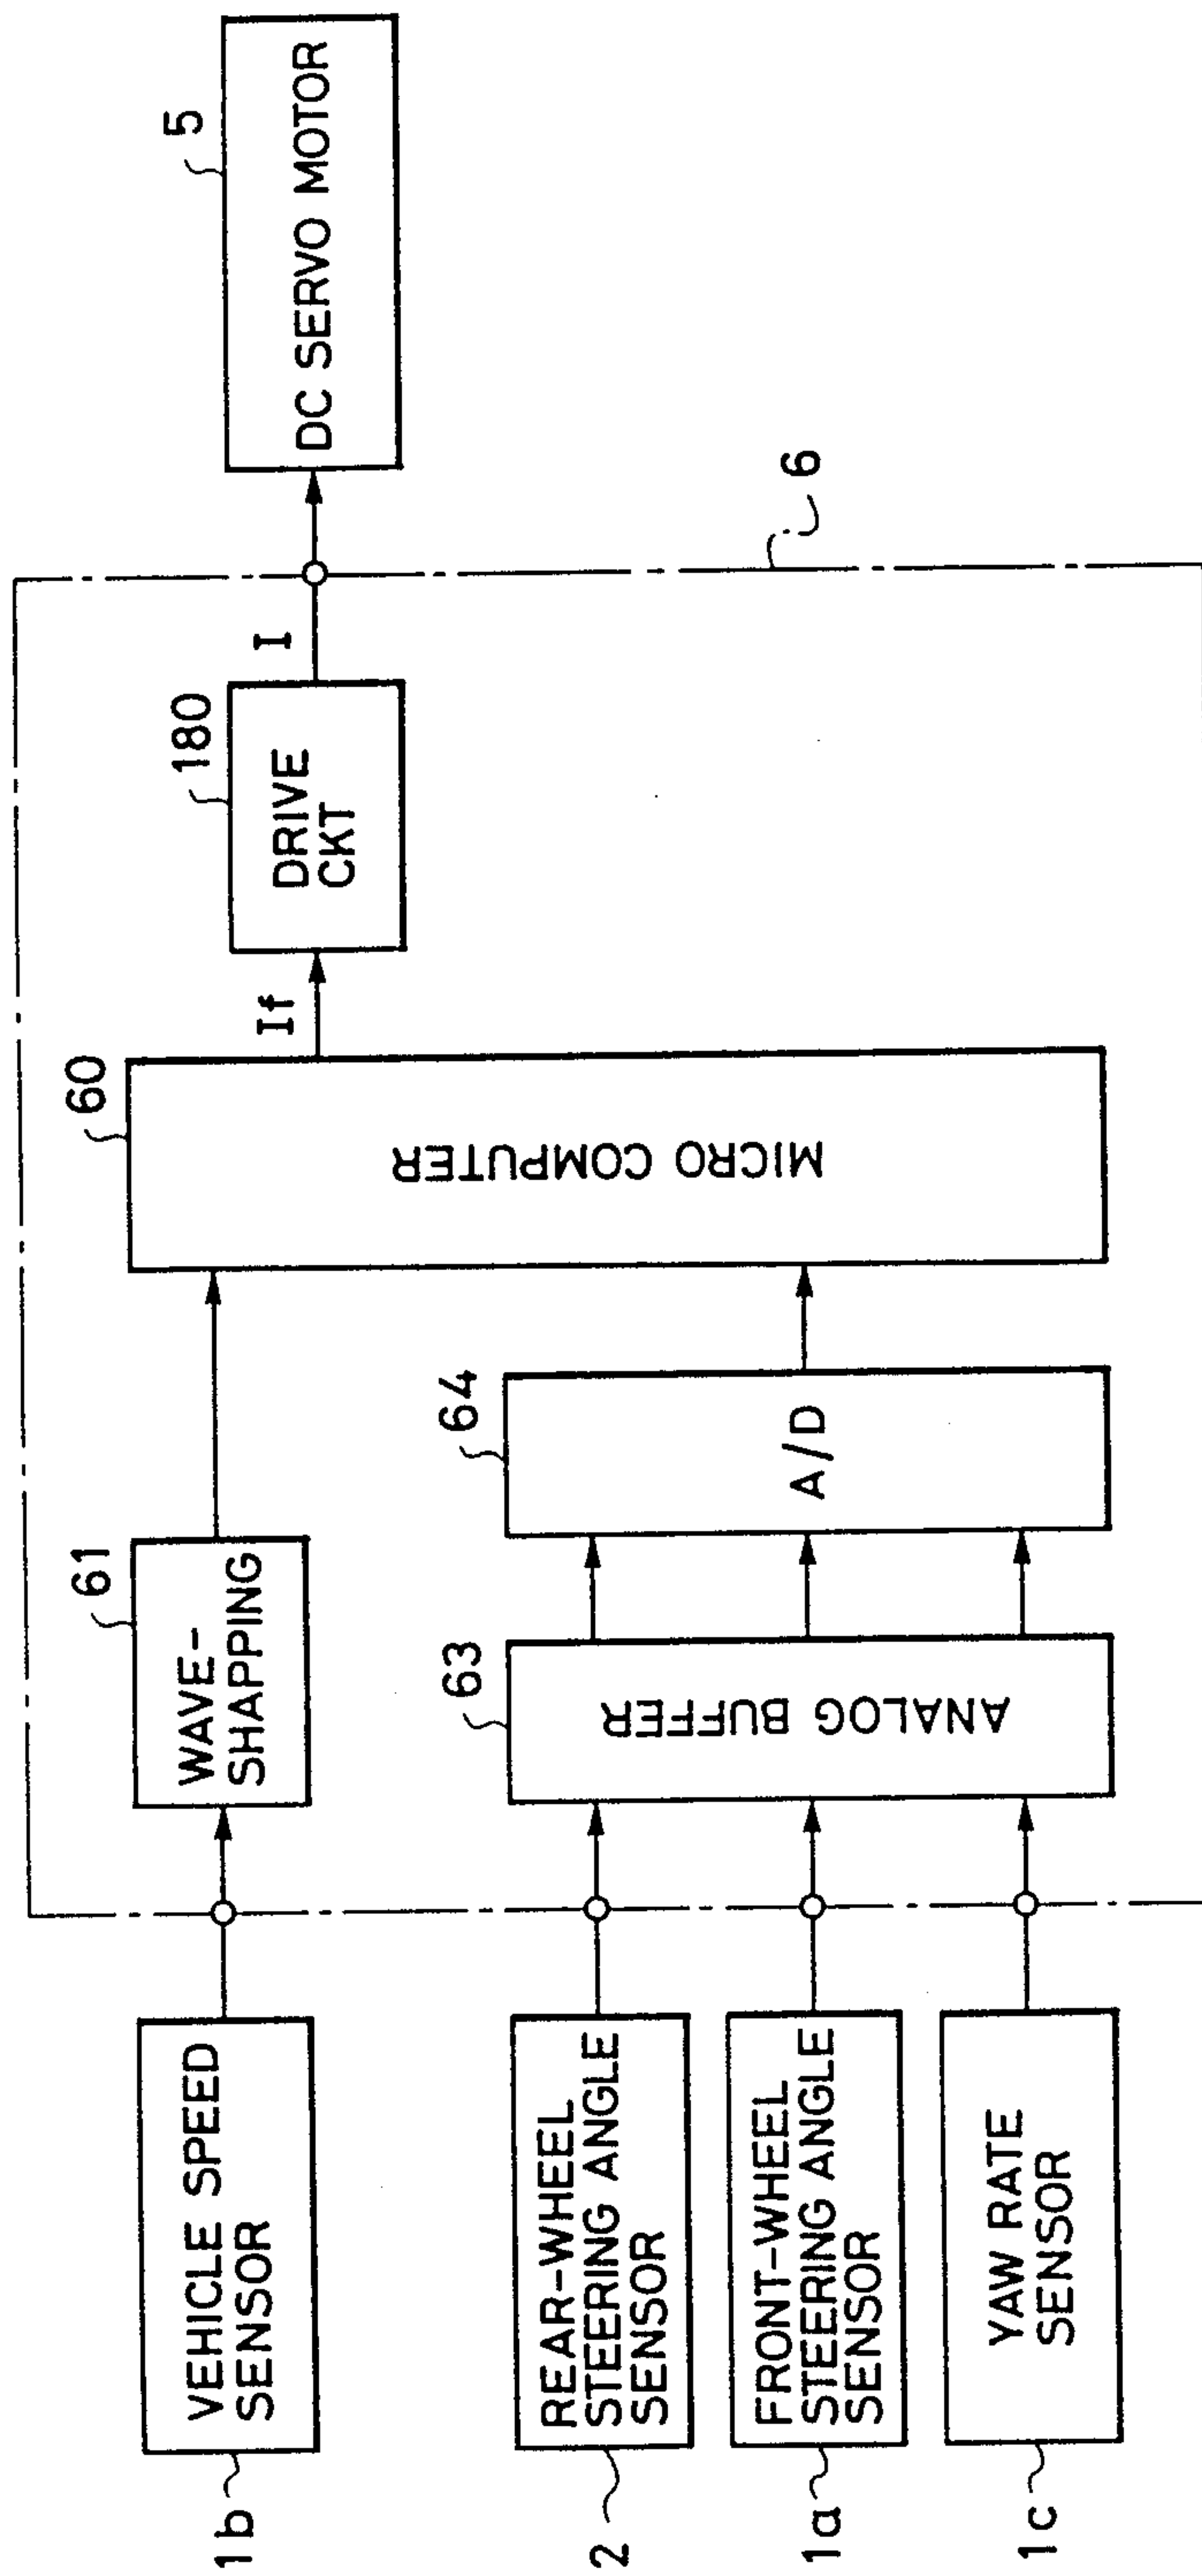 1b
VEHICLE SPEED
SENSOR
61
WAVE-
SHAPPING
60
MICRO COMPUTER
If
180
DRIVE
CKT
I
5
DC SERVO MOTOR
6
2
REAR-WHEEL
STEERING ANGLE
SENSOR
1a
FRONT-WHEEL
STEERING ANGLE
SENSOR
1c
YAW RATE
SENSOR
63
ANALOG BUFFER
64
A/D